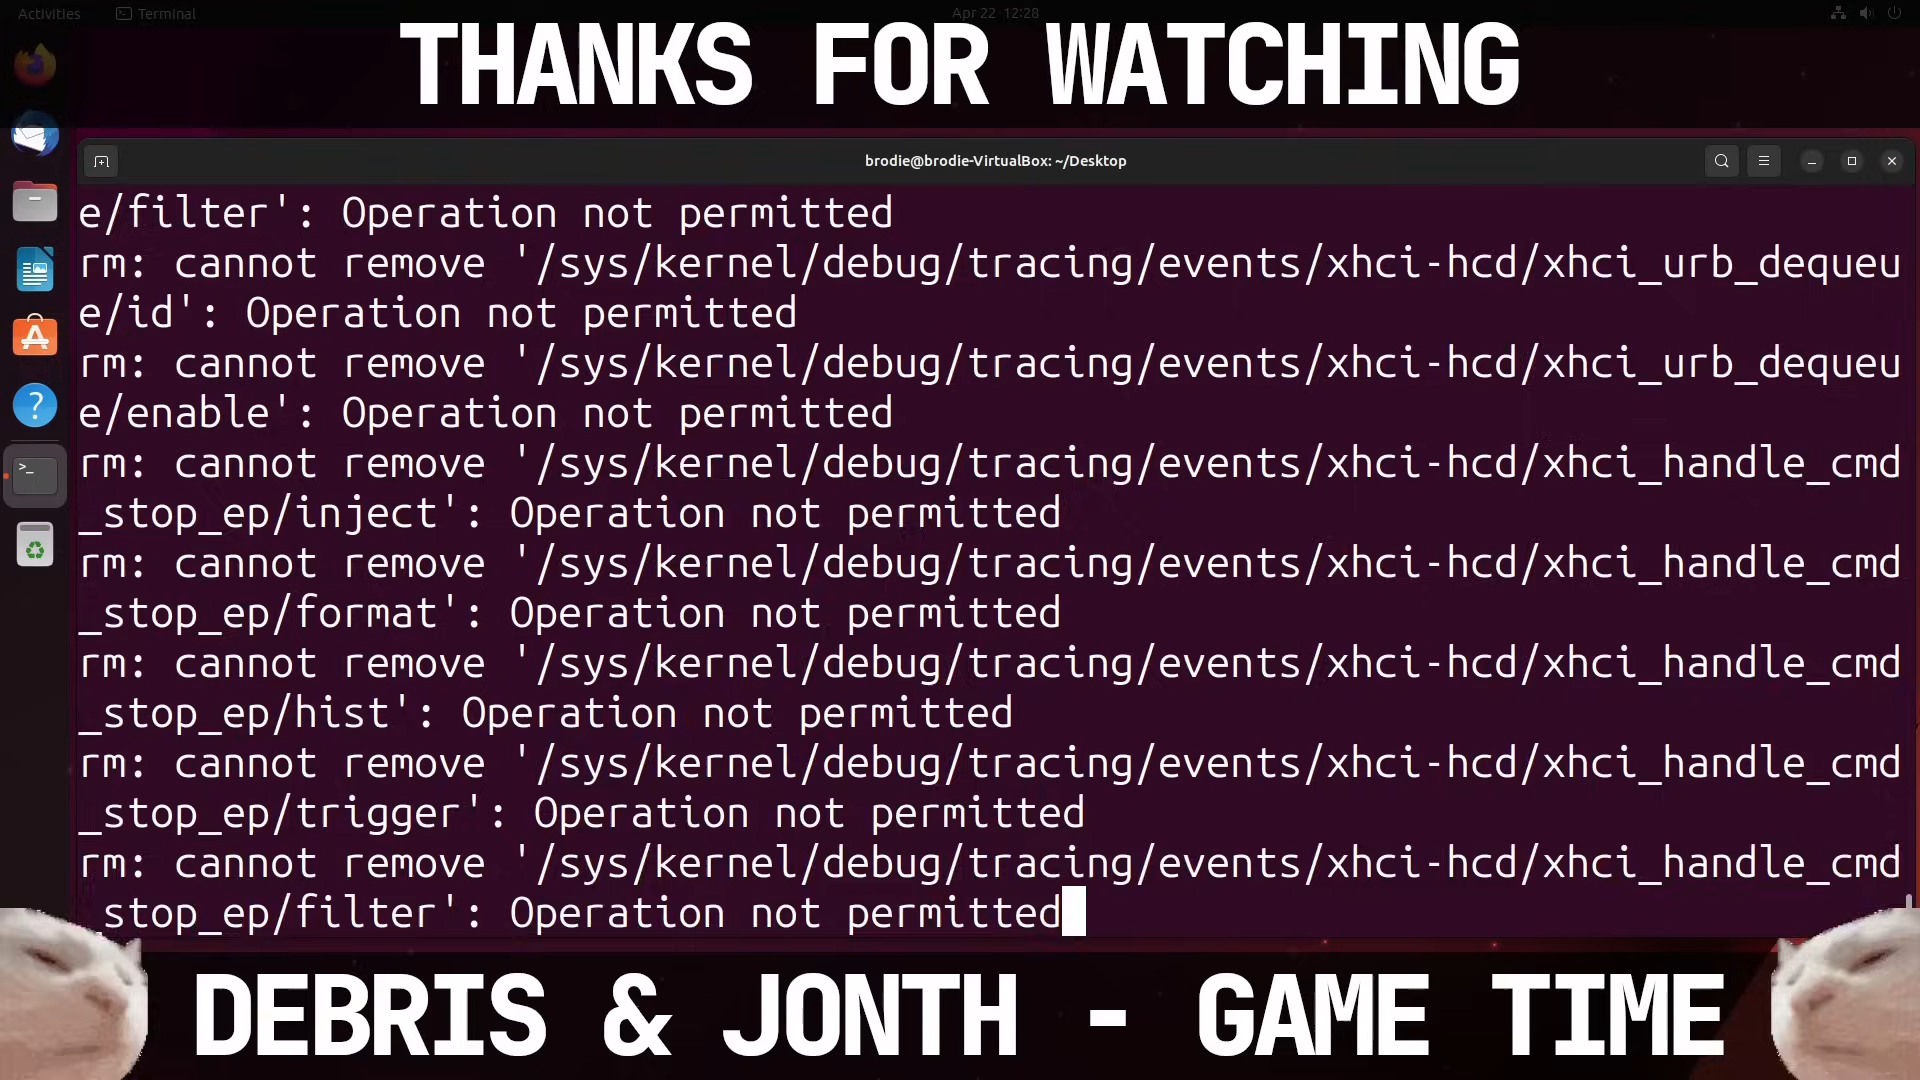 Activities Terminal Apr 22 12:28
THANKS FOR WATCHING
brodie@brodie-VirtualBox: ~/Desktop
e/filter': Operation not permitted
rm: cannot remove '/sys/kernel/debug/tracing/events/xhci-hcd/xhci_urb_dequeu
e/id': Operation not permitted
rm: cannot remove '/sys/kernel/debug/tracing/events/xhci-hcd/xhci_urb_dequeu
e/enable': Operation not permitted
rm: cannot remove '/sys/kernel/debug/tracing/events/xhci-hcd/xhci_handle_cmd
_stop_ep/inject': Operation not permitted
rm: cannot remove '/sys/kernel/debug/tracing/events/xhci-hcd/xhci_handle_cmd
_stop_ep/format': Operation not permitted
rm: cannot remove '/sys/kernel/debug/tracing/events/xhci-hcd/xhci_handle_cmd
_stop_ep/hist': Operation not permitted
rm: cannot remove '/sys/kernel/debug/tracing/events/xhci-hcd/xhci_handle_cmd
_stop_ep/trigger': Operation not permitted
rm: cannot remove '/sys/kernel/debug/tracing/events/xhci-hcd/xhci_handle_cmd
_stop_ep/filter': Operation not permitted
DEBRIS & JONTH - GAME TIME